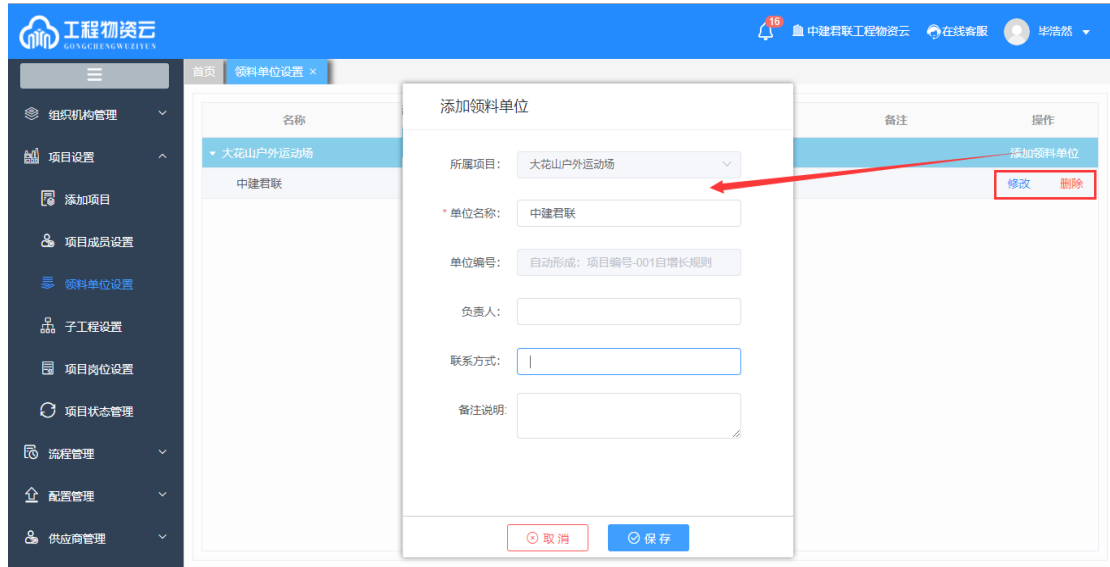 工程物资云
GONGCHENGWUZIYUN
16
中建君联工程物资云
在线客服
毕浩然
首页
领料单位设置 ×
组织机构管理
项目设置
添加项目
项目成员设置
领料单位设置
子工程设置
项目岗位设置
项目状态管理
流程管理
配置管理
供应商管理
名称
备注
操作
大花山户外运动场
添加领料单位
中建君联
修改
删除
添加领料单位
所属项目:
大花山户外运动场
* 单位名称:
中建君联
单位编号:
自动形成:项目编号-001自增长规则
负责人:
联系方式:
备注说明:
取 消
保 存